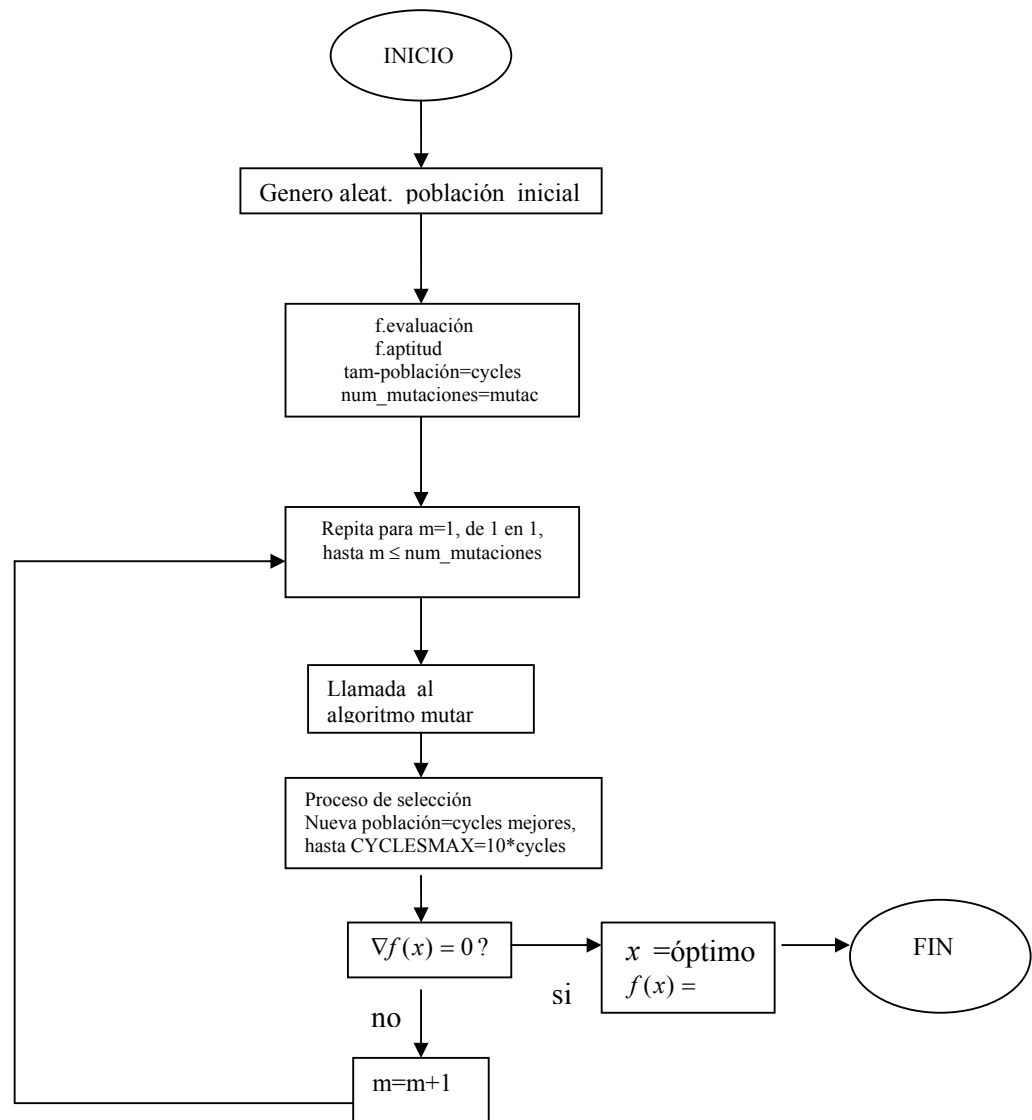 INICIO
Genero aleat. población inicial
f.evaluación
f.aptitud
tam-población=cycles
num_mutaciones=mutac
Repita para m=1, de 1 en 1,
hasta m ≤ num_mutaciones
Llamada al
algoritmo mutar
Proceso de selección
Nueva población=cycles mejores,
hasta CYCLESMAX=10*cycles
∇f(x) = 0 ?
x =óptimo
f(x) =
FIN
si
no
m=m+1